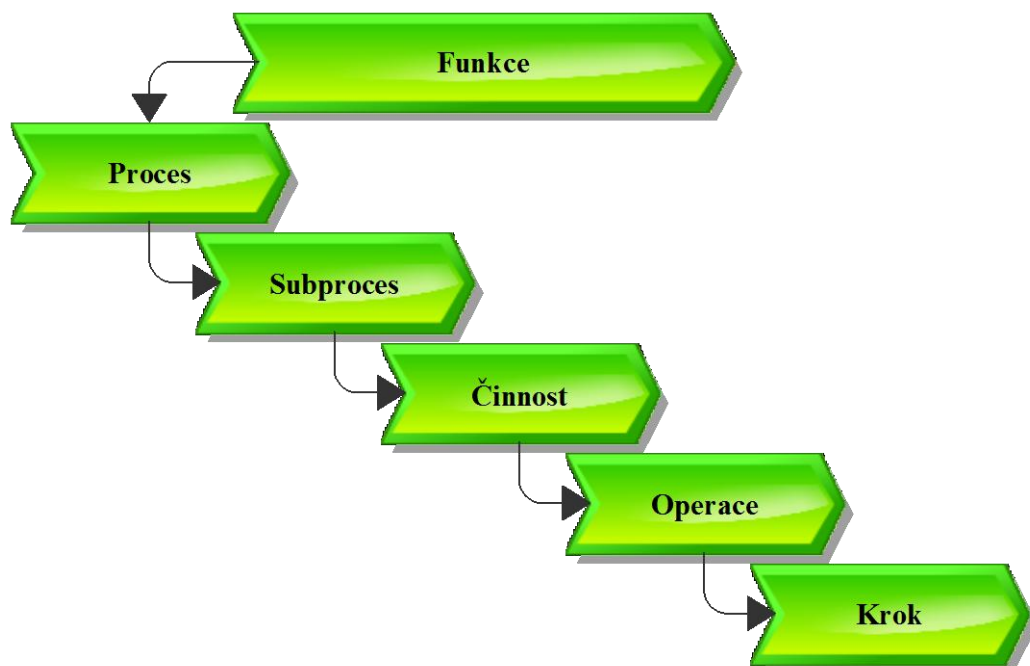 Funkce
Proces
Subproces
Činnost
Operace
Krok